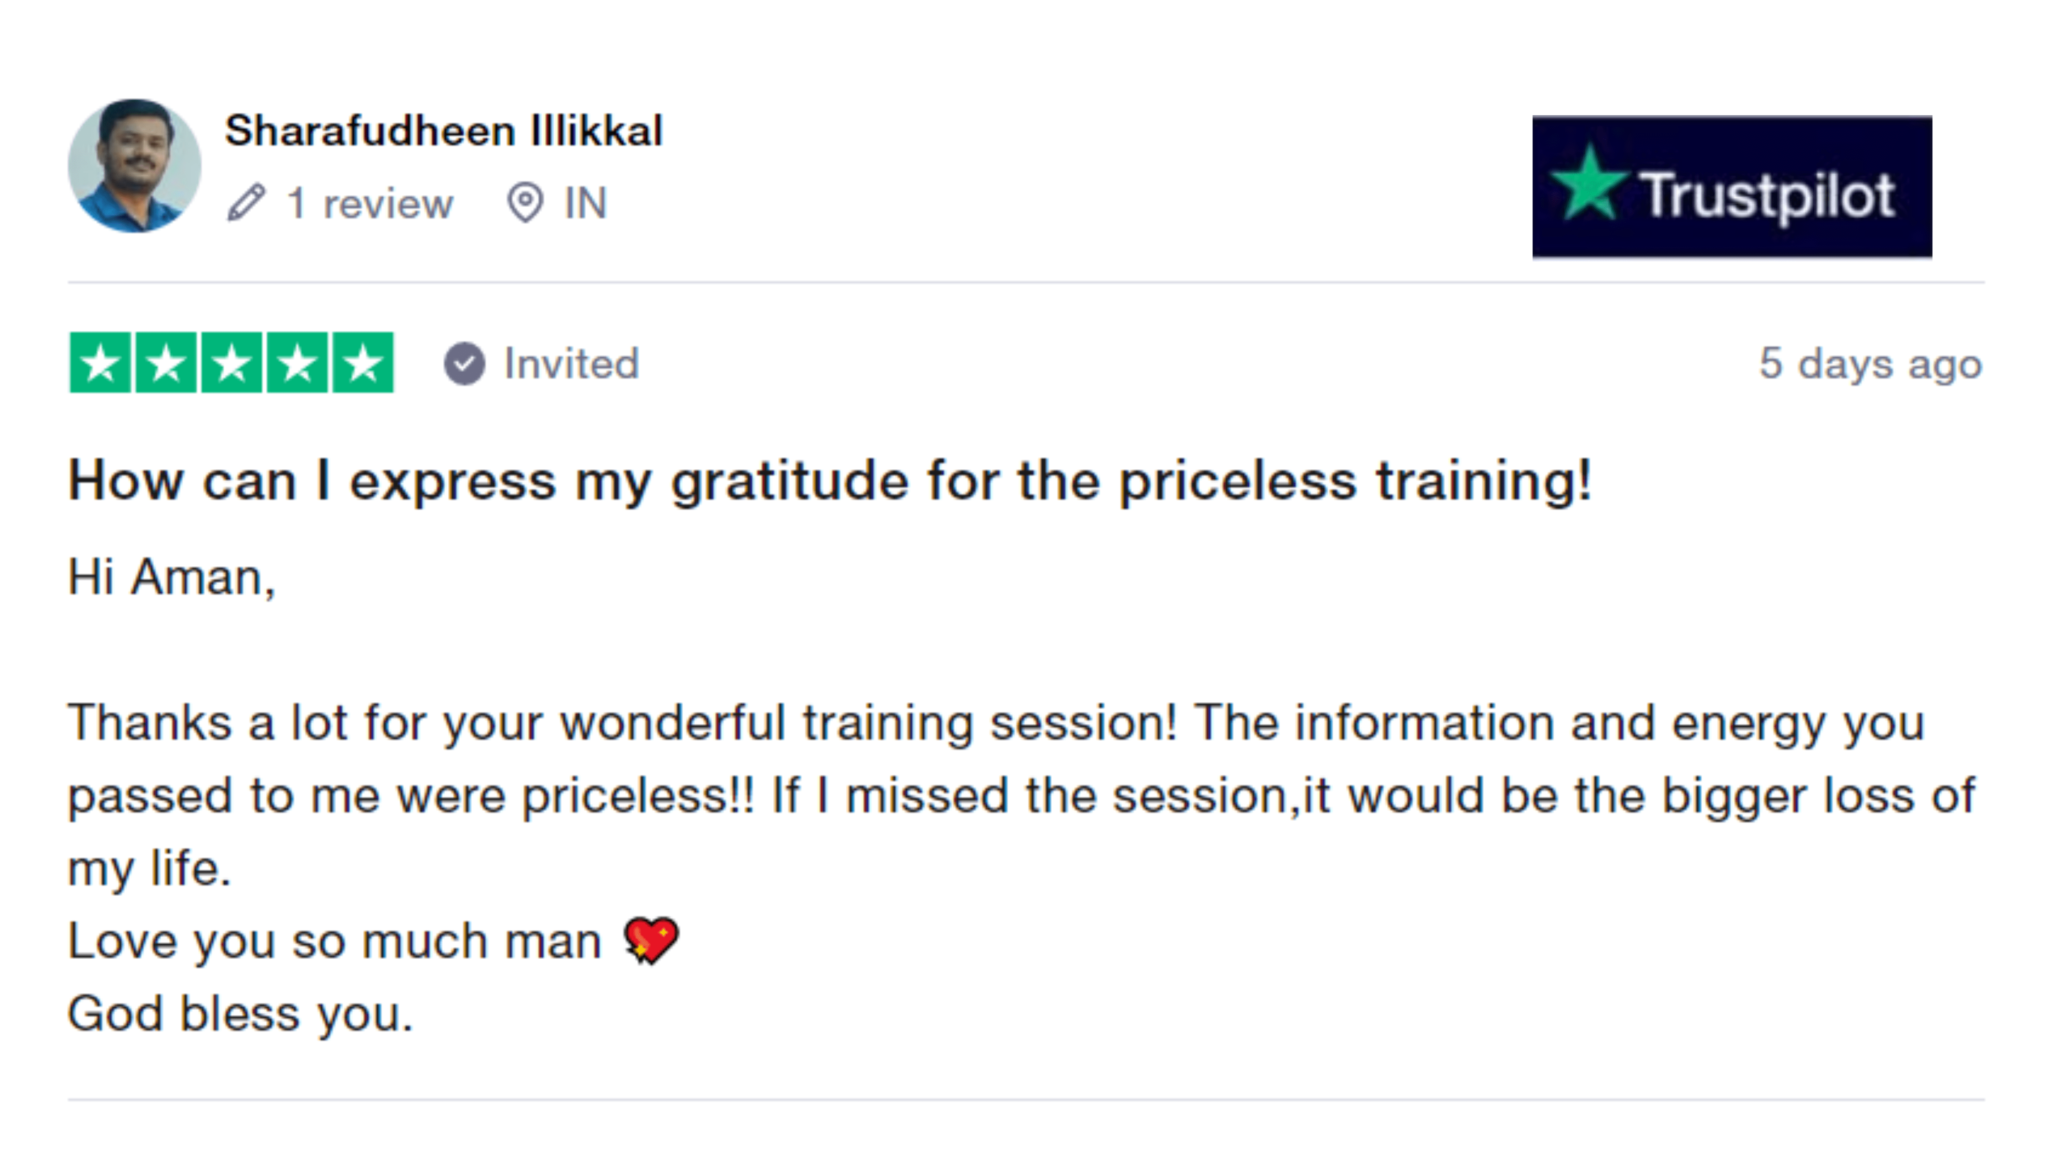 Sharafudheen Illikkal
1 review IN
Trustpilot
Invited
5 days ago
How can I express my gratitude for the priceless training!
Hi Aman,
Thanks a lot for your wonderful training session! The information and energy you
passed to me were priceless!! If I missed the session,it would be the bigger loss of
my life.
Love you so much man 💖
God bless you.